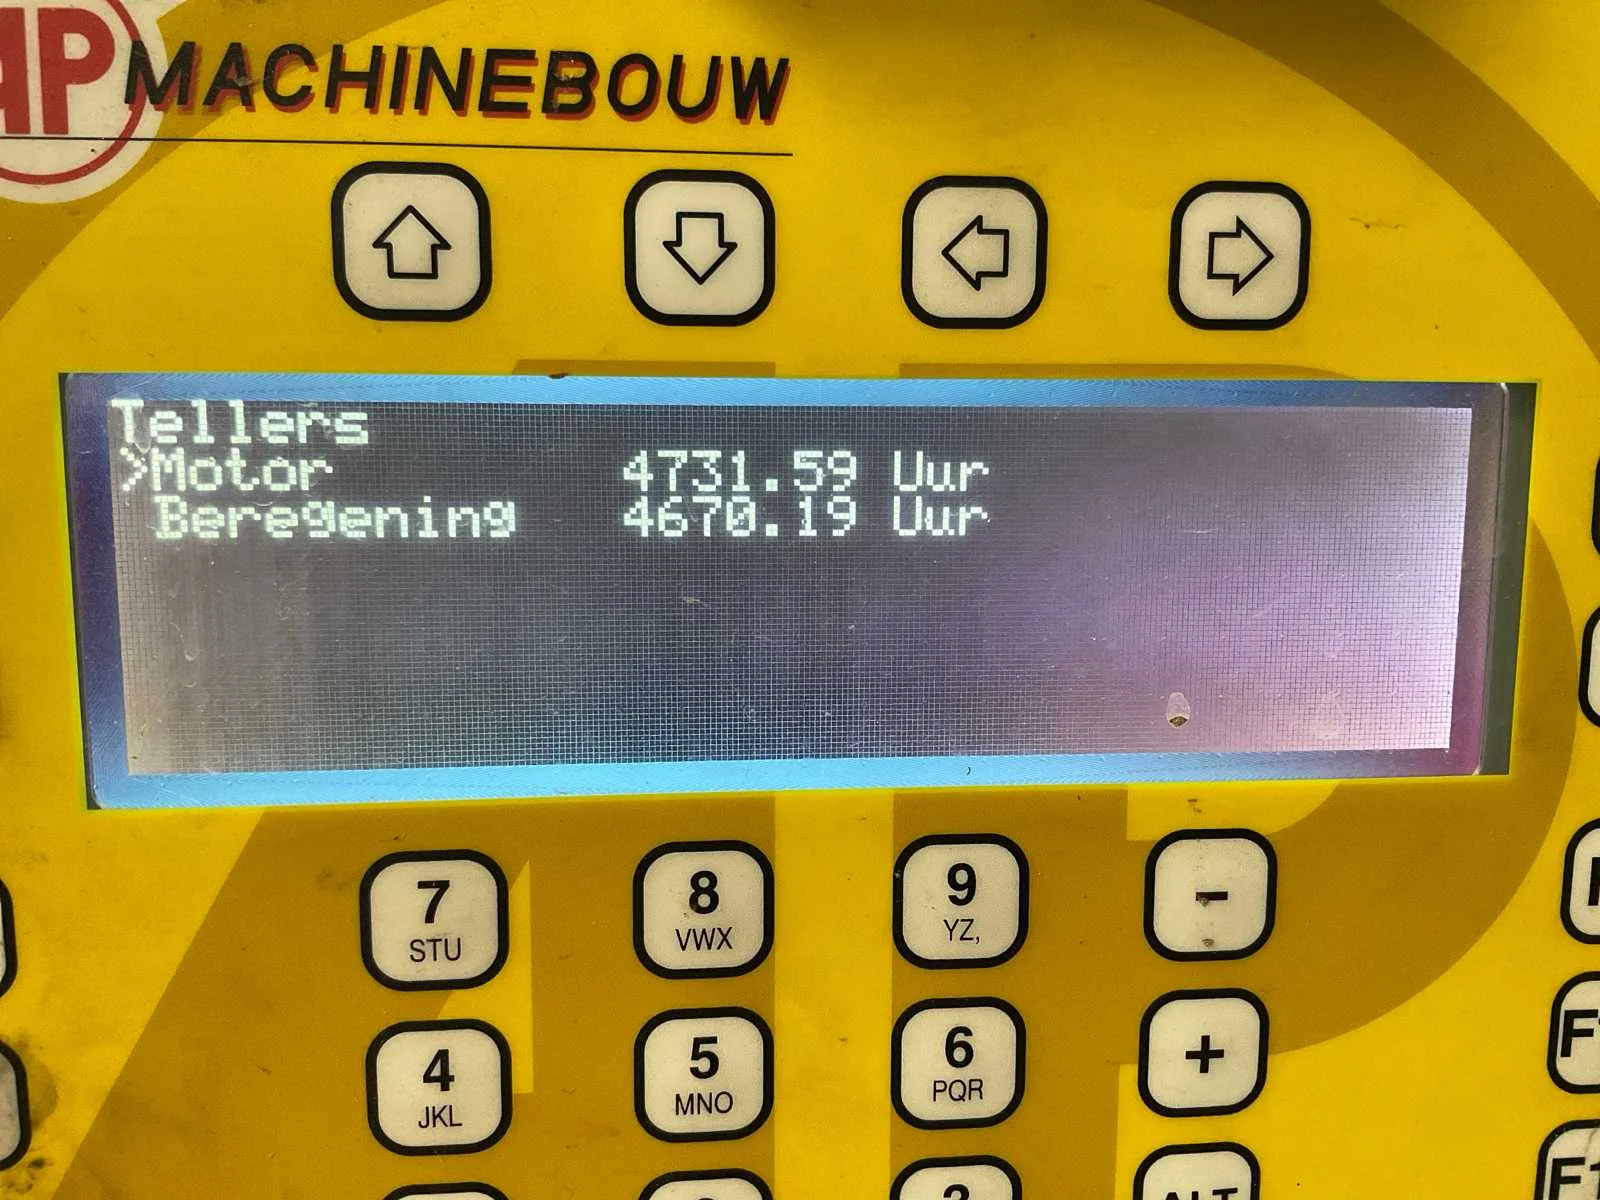 AP MACHINEBOUW
Tellers
>Motor 4731.59 Uur
Beregening 4670.19 Uur
7 8 9 -
STU VWX YZ,
4 5 6 +
JKL MNO PQR